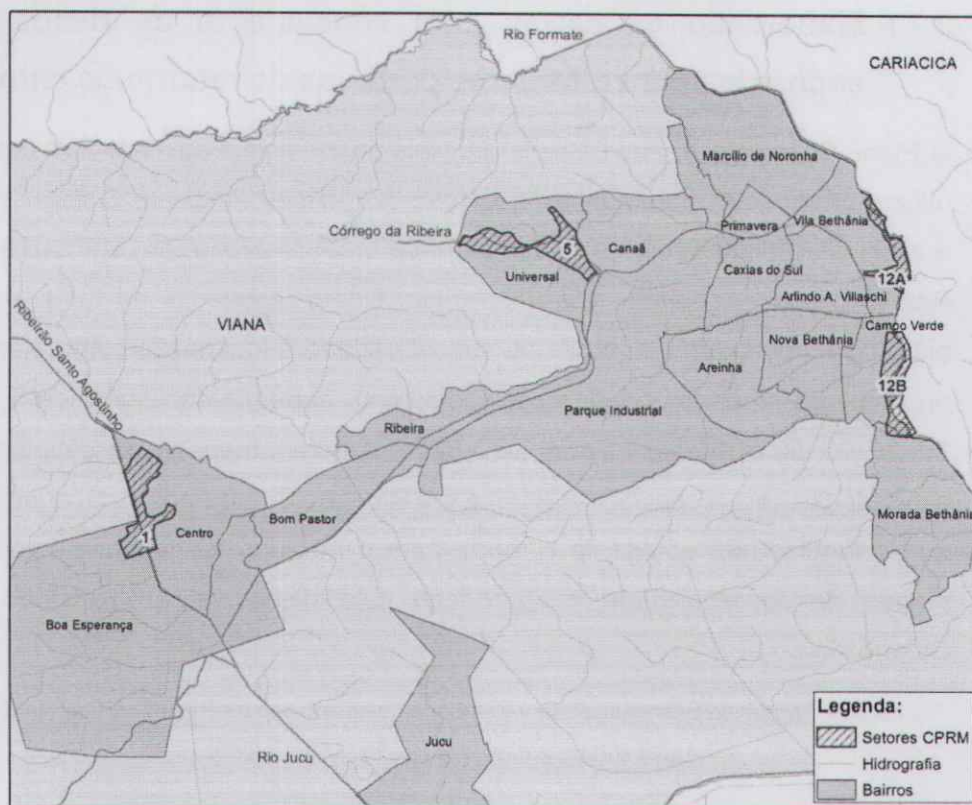 Rio Formate
CARIACICA
Marcílio de Noronha
Córrego da Ribeira
5
Canaã
Primavera
Vila Bethânia
Universal
Caxias do Sul
12A
Arlindo A. Villaschi
VIANA
Campo Verde
Nova Bethânia
Ribeirão Santo Agostinho
Areinha
12B
Parque Industrial
Ribeira
Bom Pastor
Morada Bethânia
Centro
1
Boa Esperança
Jucu
Rio Jucu
Legenda:
Setores CPRM
Hidrografia
Bairros